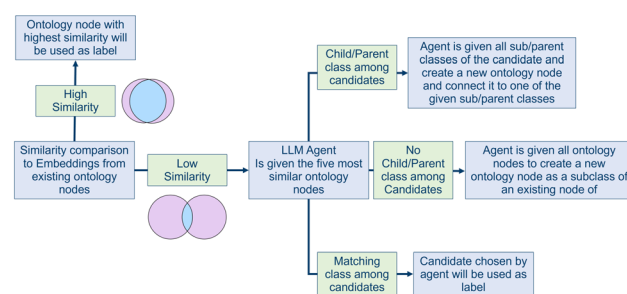 Ontology node with
highest similarity will
be used as label
High
Similarity
Similarity comparison
to Embeddings from
existing ontology
nodes
Low
Similarity
LLM Agent
Is given the five most
similar ontology
nodes
Child/Parent
class among
candidates
Agent is given all sub/parent
classes of the candidate and
create a new ontology node
and connect it to one of the
given sub/parent classes
No
Child/Parent
class among
Candidates
Agent is given all ontology
nodes to create a new
ontology node as a subclass of
an existing node of
Matching
class among
candidates
Candidate chosen by
agent will be used as
label